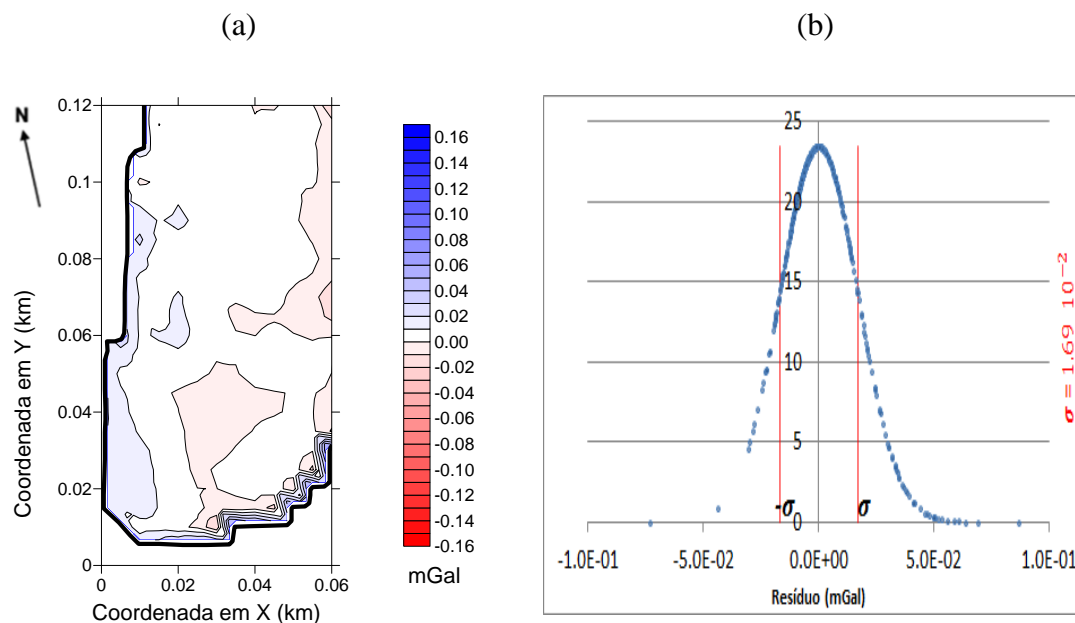 (a)
N
0.12
0.1
0.08
0.06
0.04
0.02
0
Coordenada em Y (km)
0
0.02
0.04
0.06
Coordenada em X (km)
0.16
0.14
0.12
0.10
0.08
0.06
0.04
0.02
0.00
-0.02
-0.04
-0.06
-0.08
-0.10
-0.12
-0.14
-0.16
mGal
(b)
25
20
15
10
5
0
-σ
σ
-1.0E-01
-5.0E-02
0.0E+00
5.0E-02
1.0E-01
Resíduo (mGal)
σ = 1.69 10⁻²